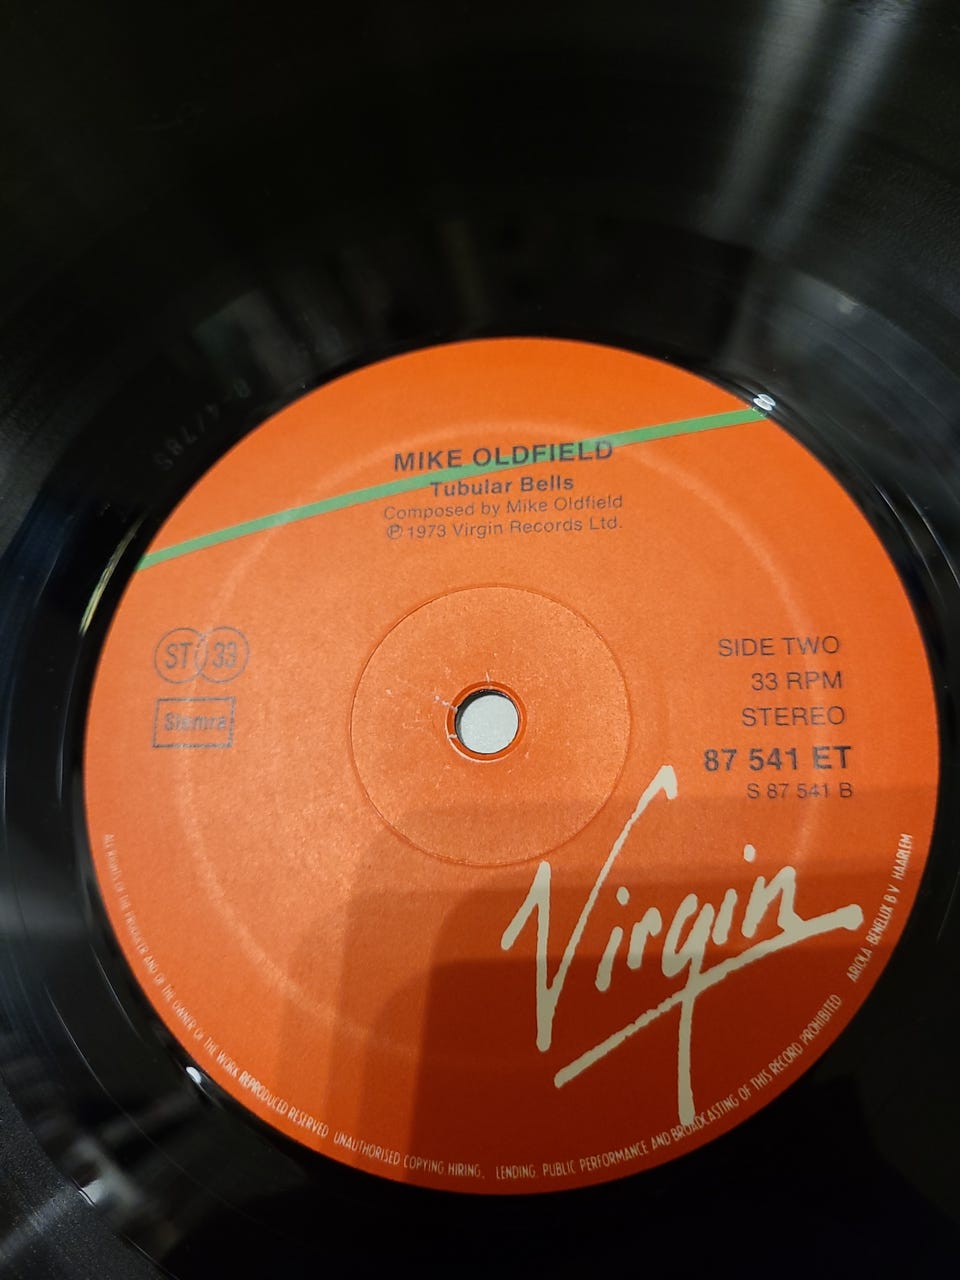 MIKE OLDFIELD
Tubular Bells
Composed by Mike Oldfield
℗ 1973 Virgin Records Ltd.
ST 33
Stemra
SIDE TWO
33 RPM
STEREO
87 541 ET
S 87 541 B
Virgin
ALL RIGHTS OF THE PRODUCER AND OF THE OWNER OF THE WORK REPRODUCED RESERVED UNAUTHORISED COPYING HIRING, LENDING PUBLIC PERFORMANCE AND BROADCASTING OF THIS RECORD PROHIBITED ARIOLA BENELUX B V HAARLEM